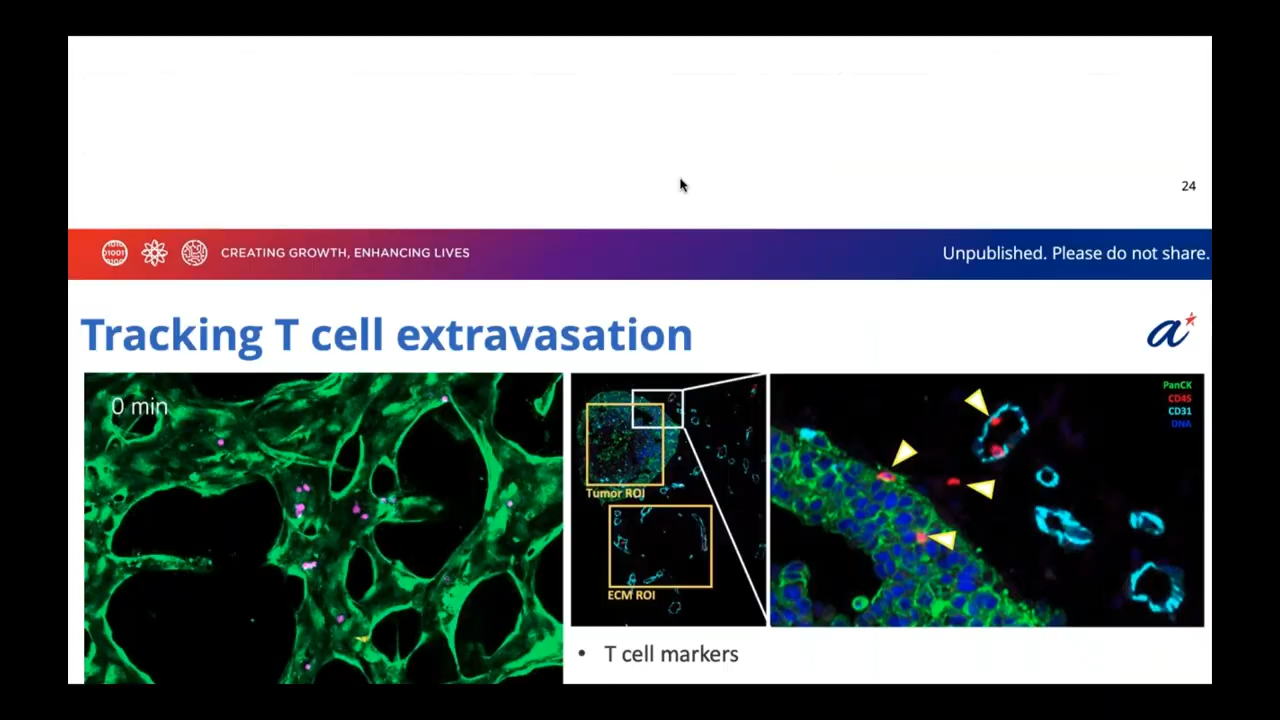 24
CREATING GROWTH, ENHANCING LIVES
Unpublished. Please do not share.
Tracking T cell extravasation
a
0 min
PanCK
CD45
CD31
DNA
Tumor ROI
ECM ROI
• T cell markers